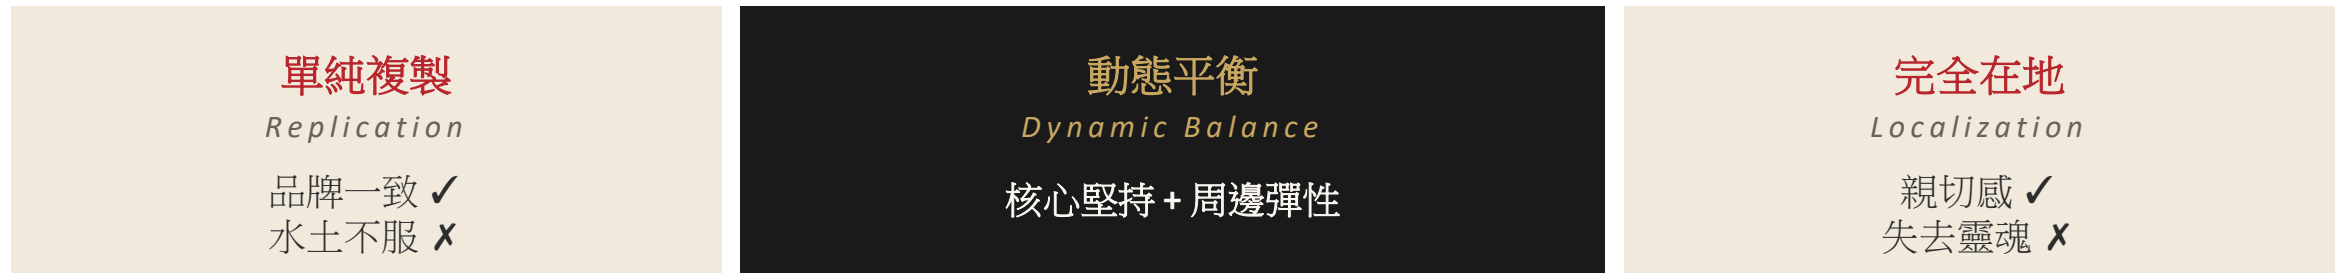 單純複製
Replication
品牌一致 ✓
水土不服 ✗
動態平衡
Dynamic Balance
核心堅持 + 周邊彈性
完全在地
Localization
親切感 ✓
失去靈魂 ✗